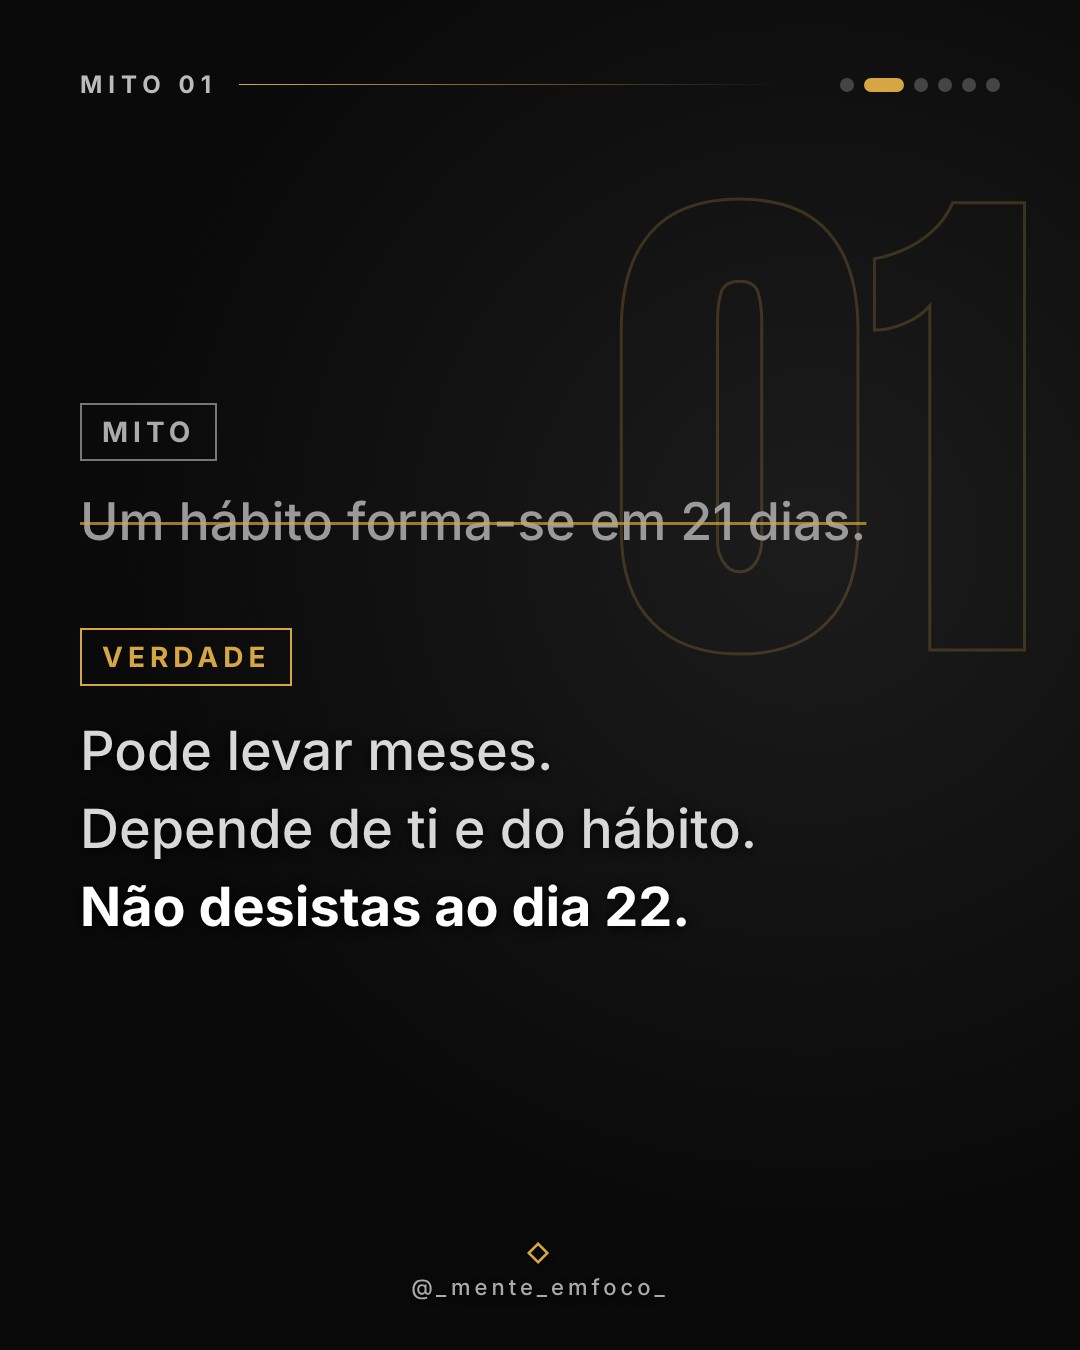 MITO 01
01
MITO
Um hábito forma-se em 21 dias.
VERDADE
Pode levar meses.
Depende de ti e do hábito.
Não desistas ao dia 22.
@_mente_emfoco_